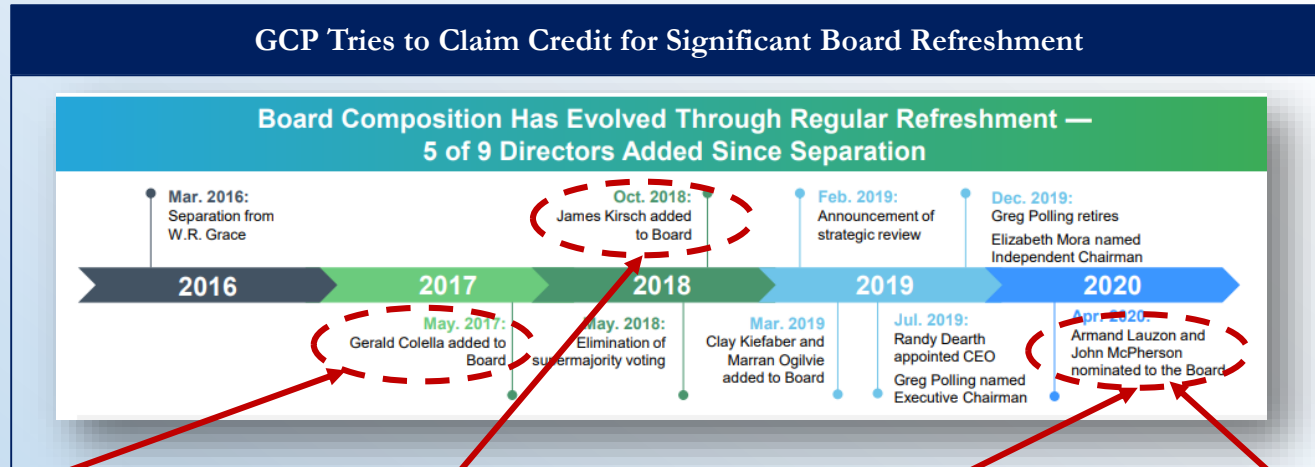 GCP Tries to Claim Credit for Significant Board Refreshment
Board Composition Has Evolved Through Regular Refreshment —
5 of 9 Directors Added Since Separation
Mar. 2016:
Separation from
W.R. Grace
Oct. 2018:
James Kirsch added
to Board
Feb. 2019:
Announcement of
strategic review
Dec. 2019:
Greg Polling retires
Elizabeth Mora named
Independent Chairman
2016
2017
2018
2019
2020
May. 2017:
Gerald Colella added to
Board
May. 2018:
Elimination of
supermajority voting
Mar. 2019
Clay Kiefaber and
Marran Ogilvie
added to Board
Jul. 2019:
Randy Dearth
appointed CEO
Greg Polling named
Executive Chairman
Apr. 2020:
Armand Lauzon and
John McPherson
nominated to the Board